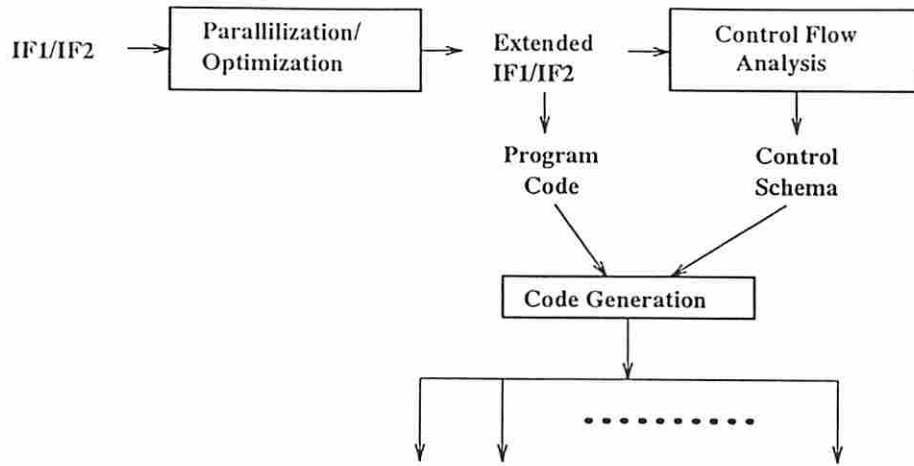 IF1/IF2
Parallilization/
Optimization
Extended
IF1/IF2
Control Flow
Analysis
Program
Code
Control
Schema
Code Generation